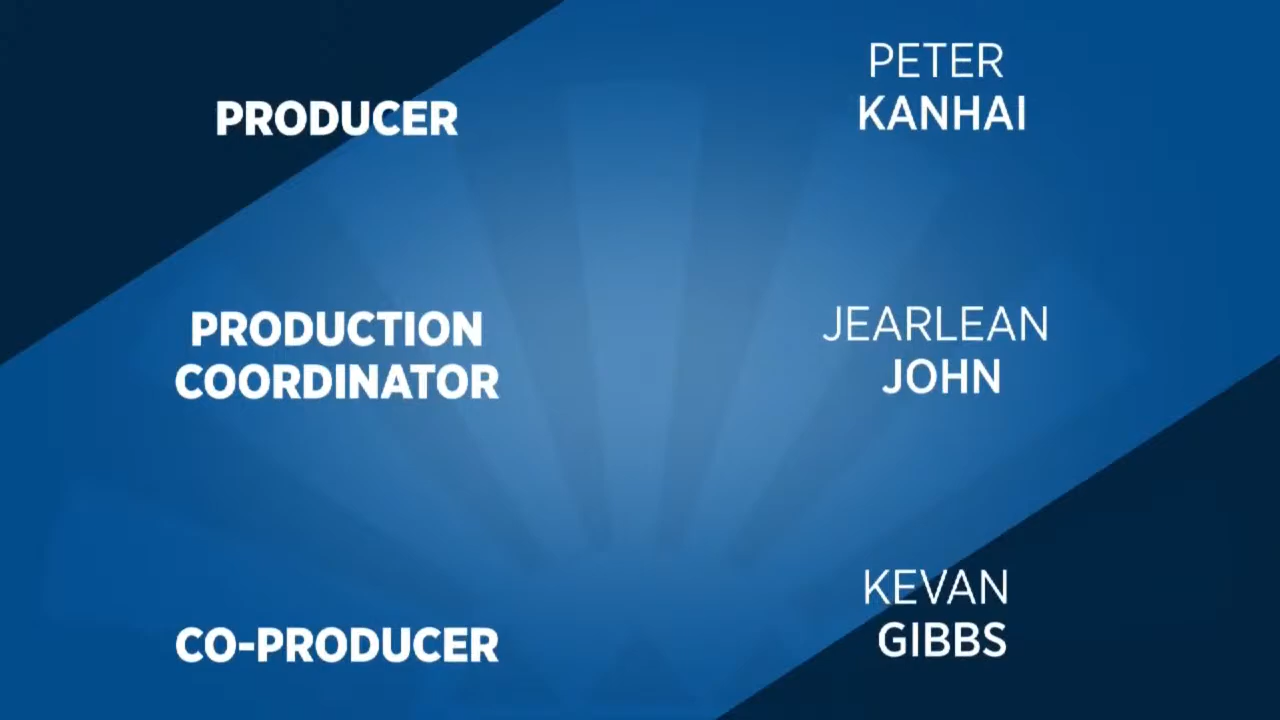 PRODUCER
PETER
KANHAI
PRODUCTION
COORDINATOR
JEARLEAN
JOHN
CO-PRODUCER
KEVAN
GIBBS